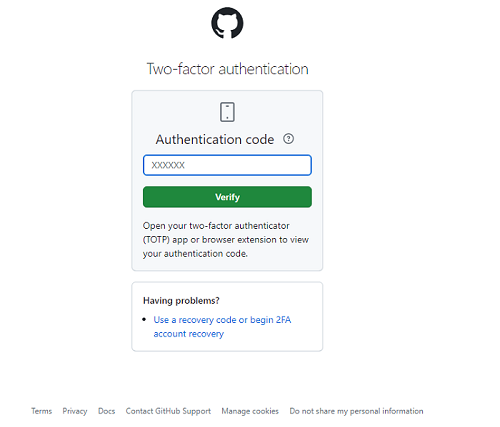 Two-factor authentication
Authentication code
XXXXXX
Verify
Open your two-factor authenticator
(TOTP) app or browser extension to view
your authentication code.
Having problems?
Use a recovery code or begin 2FA
account recovery
Terms Privacy Docs Contact GitHub Support Manage cookies Do not share my personal information